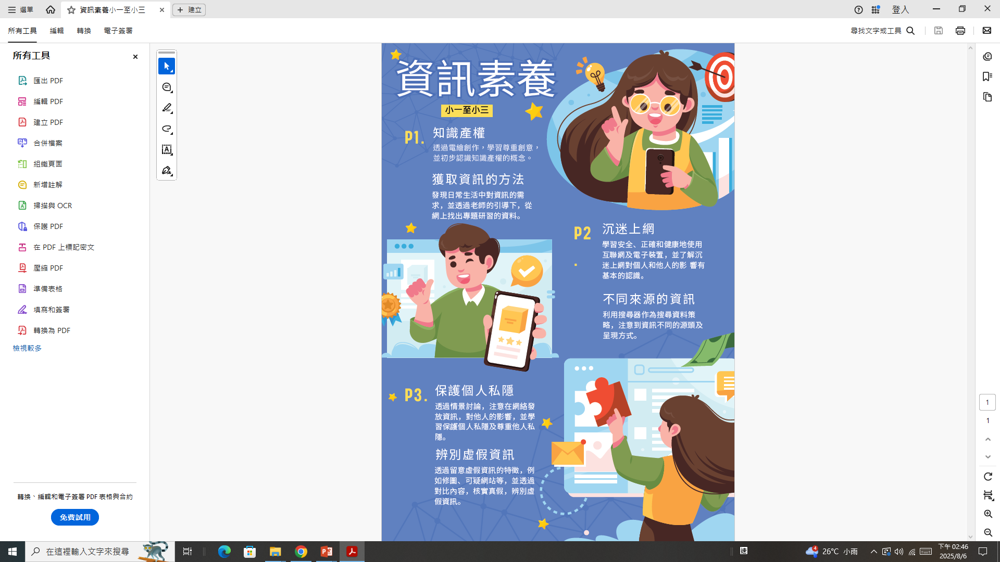 選單
資訊素養小一至小三
建立
登入
所有工具
編輯
轉換
電子簽署
尋找文字或工具
所有工具
匯出 PDF
編輯 PDF
建立 PDF
合併檔案
組織頁面
新增註解
掃描與 OCR
保護 PDF
在 PDF 上標記密文
壓縮 PDF
準備表格
填寫和簽署
轉換為 PDF
檢視較多
轉換、編輯和電子簽署 PDF 表格與合約
免費試用
資訊素養
小一至小三
P1.
知識產權
透過電繪創作，學習尊重創意，
並初步認識知識產權的概念。
獲取資訊的方法
發現日常生活中對資訊的需
求，並透過老師的引導下，從
網上找出專題研習的資料。
P2
.
沉迷上網
學習安全、正確和健康地使用
互聯網及電子裝置，並了解沉
迷上網對個人和他人的影 響有
基本的認識。
不同來源的資訊
利用搜尋器作為搜尋資料策
略，注意到資訊不同的源頭及
呈現方式。
P3.
保護個人私隱
透過情景討論，注意在網絡發
放資訊，對他人的影響，並學
習保護個人私隱及尊重他人私
隱。
辨別虛假資訊
透過留意虛假資訊的特徵，例
如修圖、可疑網站等，並透過
對比內容，核實真假，辨別虛
假資訊。
1
1
在這裡輸入文字來搜尋
速
4
26°C 小雨
下午 02:46
2025/8/6